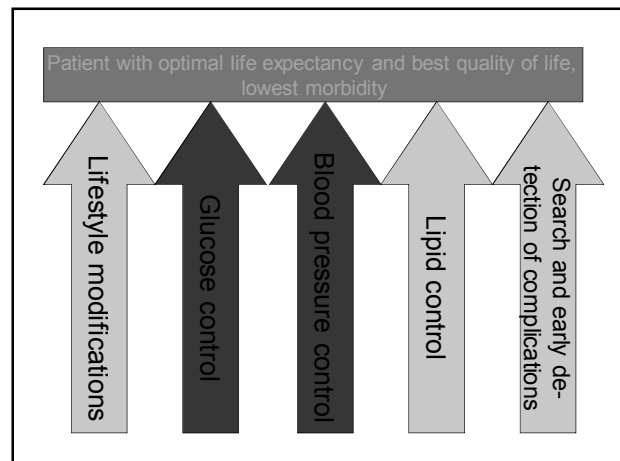 Patient with optimal life expectancy and best quality of life,
lowest morbidity
Lifestyle modifications
Glucose control
Blood pressure control
Lipid control
Search and early de-
tection of complications